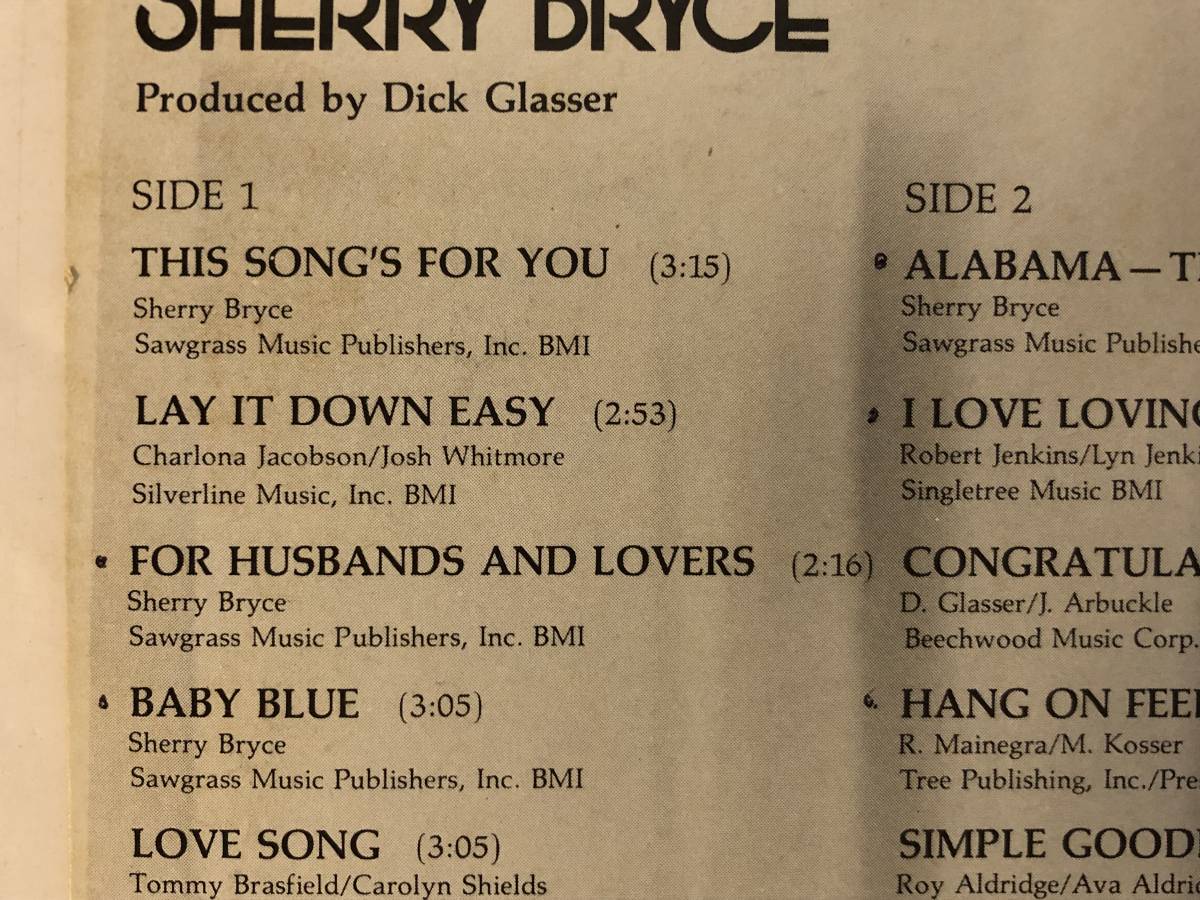 SHERRY BRYCE
Produced by Dick Glasser
SIDE 1
THIS SONG'S FOR YOU (3:15)
Sherry Bryce
Sawgrass Music Publishers, Inc. BMI
LAY IT DOWN EASY (2:53)
Charlona Jacobson/Josh Whitmore
Silverline Music, Inc. BMI
FOR HUSBANDS AND LOVERS (2:16)
Sherry Bryce
Sawgrass Music Publishers, Inc. BMI
BABY BLUE (3:05)
Sherry Bryce
Sawgrass Music Publishers, Inc. BMI
LOVE SONG (3:05)
Tommy Brasfield/Carolyn Shields
SIDE 2
ALABAMA —
Sherry Bryce
Sawgrass Music
I LOVE
Robert Jenkins/Lyn
Singletree Music BMI
D. Glasser/J. Arbuckle
Beechwood Music Corp.
HANG ON
R. Mainegra/M. Kosser
Tree Publishing, Inc./
SIMPLE
Roy Aldridge/Ava